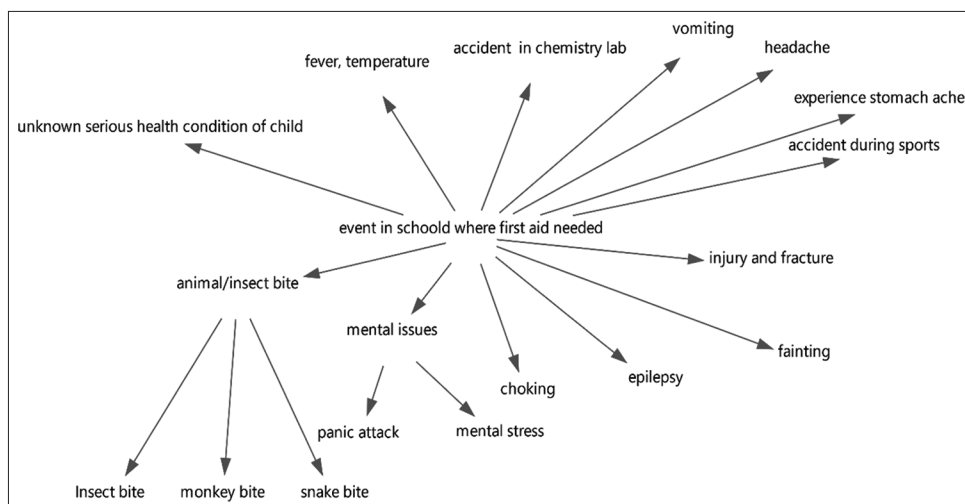 vomiting
accident in chemistry lab
headache
fever, temperature
experience stomach ache
unknown serious health condition of child
accident during sports
event in schoold where first aid needed
injury and fracture
animal/insect bite
mental issues
fainting
epilepsy
choking
panic attack
mental stress
Insect bite
monkey bite
snake bite